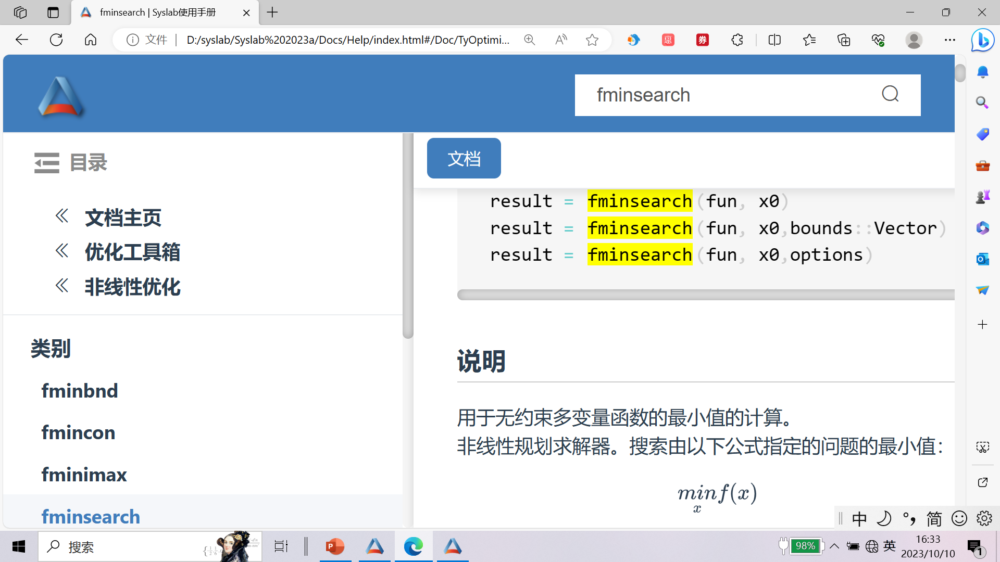 fminsearch | Syslab使用手册
文件
D:/syslab/Syslab%202023a/Docs/Help/index.html#/Doc/TyOptimi...
惠
券
fminsearch
目录
文档主页
优化工具箱
非线性优化
类别
fminbnd
fmincon
fminimax
fminsearch
文档
result = fminsearch(fun, x0)
result = fminsearch(fun, x0,bounds::Vector)
result = fminsearch(fun, x0,options)
说明
用于无约束多变量函数的最小值的计算。
非线性规划求解器。搜索由以下公式指定的问题的最小值：
min f(x)
x
中 简
搜索
98%
英
16:33
2023/10/10
1